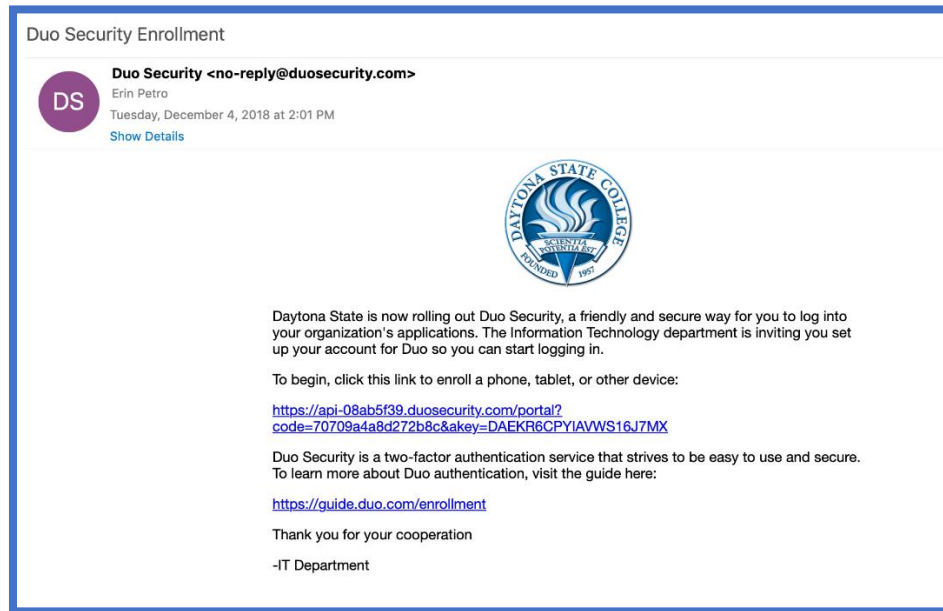 Duo Security Enrollment
Duo Security <no-reply@duosecurity.com>
DS
Erin Petro
Tuesday, December 4, 2018 at 2:01 PM
Show Details
DAYTONA STATE COLLEGE
SCIENTIA
POTENTIA EST
FOUNDED 1957
Daytona State is now rolling out Duo Security, a friendly and secure way for you to log into
your organization's applications. The Information Technology department is inviting you set
up your account for Duo so you can start logging in.
To begin, click this link to enroll a phone, tablet, or other device:
https://api-08ab5f39.duosecurity.com/portal?
code=70709a4a8d272b8c&akey=DAEKR6CPYIAVWS16J7MX
Duo Security is a two-factor authentication service that strives to be easy to use and secure.
To learn more about Duo authentication, visit the guide here:
https://guide.duo.com/enrollment
Thank you for your cooperation
-IT Department